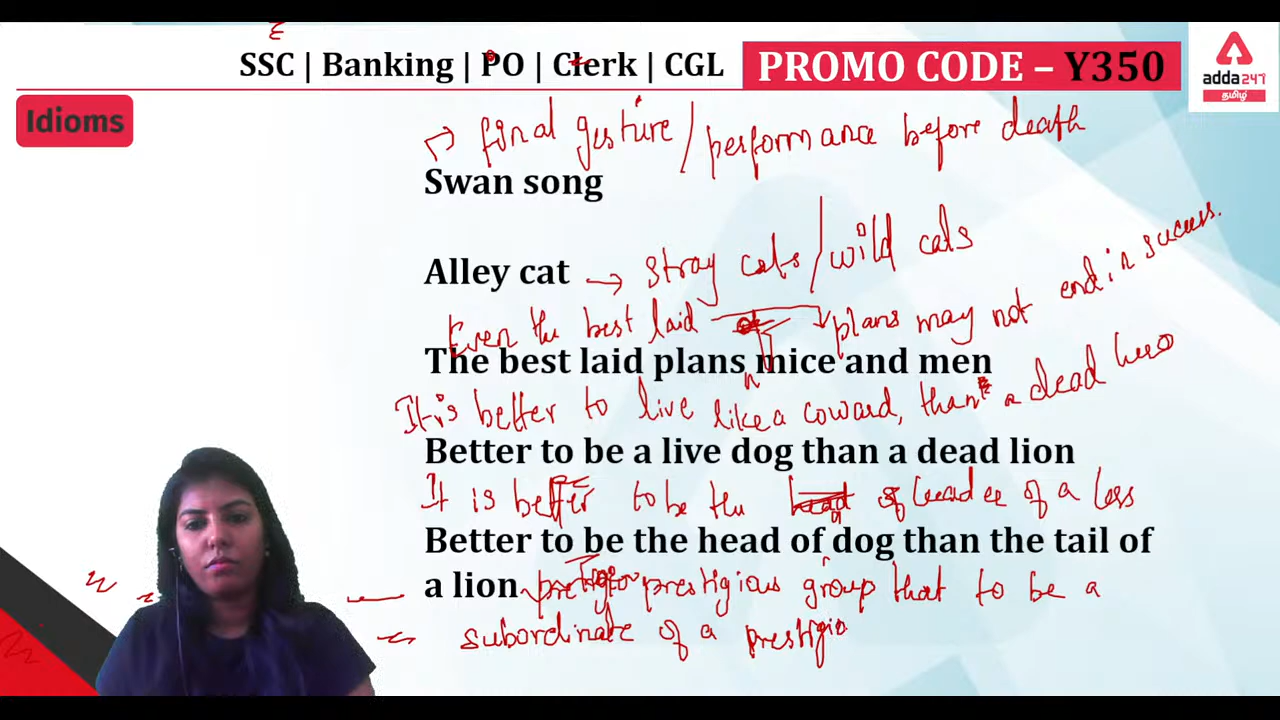 SSC | Banking | PO | Clerk | CGL PROMO CODE – Y350
adda247
தமிழ்
Idioms
final gesture / performance before death
Swan song
Alley cat → stray cats / wild cats
Even the best laid plans may not end in success.
The best laid plans mice and men
It is better to live like a coward, than a dead hero
Better to be a live dog than a dead lion
It is better to be the leader of a less
Better to be the head of dog than the tail of
a lion
prestigious group that to be a
subordinate of a prestigio